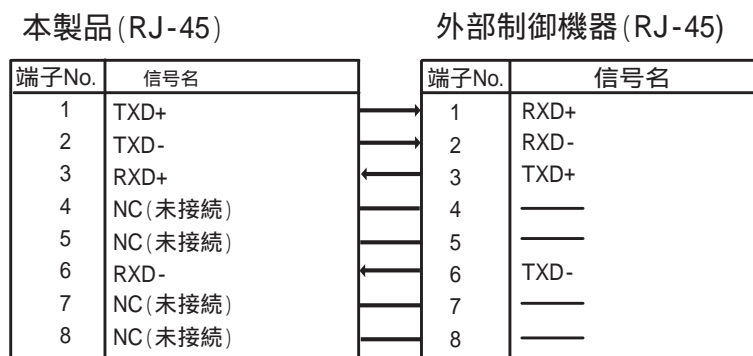 本製品(RJ-45) 外部制御機器(RJ-45)
端子No. 信号名 端子No. 信号名
1 TXD+ 1 RXD+
2 TXD- 2 RXD-
3 RXD+ 3 TXD+
4 NC(未接続) 4
5 NC(未接続) 5
6 RXD- 6 TXD-
7 NC(未接続) 7
8 NC(未接続) 8